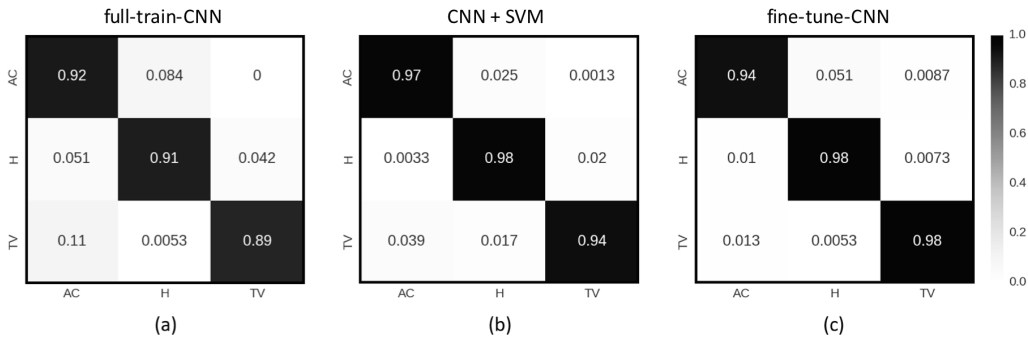 full-train-CNN
CNN + SVM
fine-tune-CNN
AC 0.92 0.084 0
H 0.051 0.91 0.042
TV 0.11 0.0053 0.89
AC H TV
(a)
AC 0.97 0.025 0.0013
H 0.0033 0.98 0.02
TV 0.039 0.017 0.94
AC H TV
(b)
AC 0.94 0.051 0.0087
H 0.01 0.98 0.0073
TV 0.013 0.0053 0.98
AC H TV
(c)
1.0
0.8
0.6
0.4
0.2
0.0